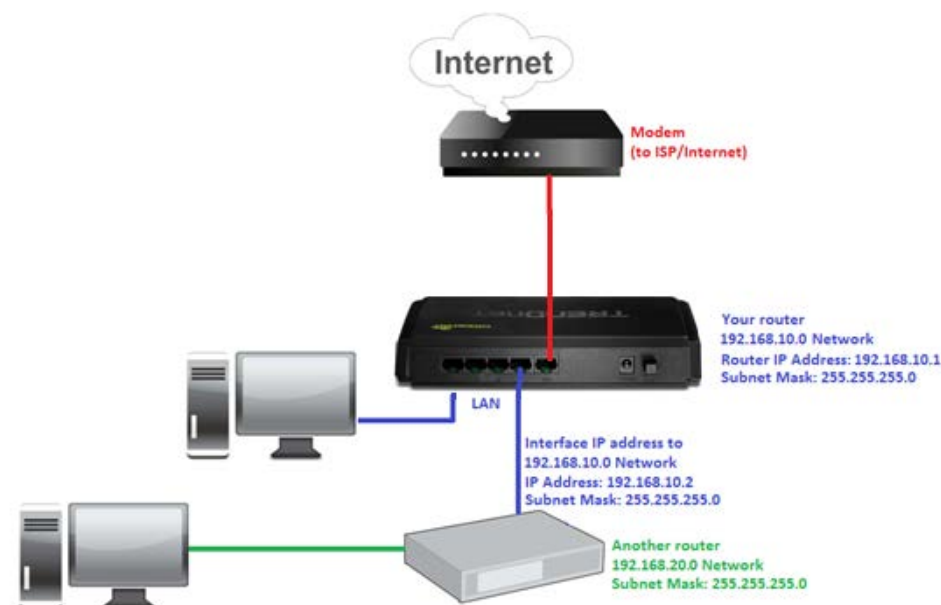 Internet
Modem
(to ISP/Internet)
TRENDnet
Your router
192.168.10.0 Network
Router IP Address: 192.168.10.1
Subnet Mask: 255.255.255.0
LAN
Interface IP address to
192.168.10.0 Network
IP Address: 192.168.10.2
Subnet Mask: 255.255.255.0
Another router
192.168.20.0 Network
Subnet Mask: 255.255.255.0